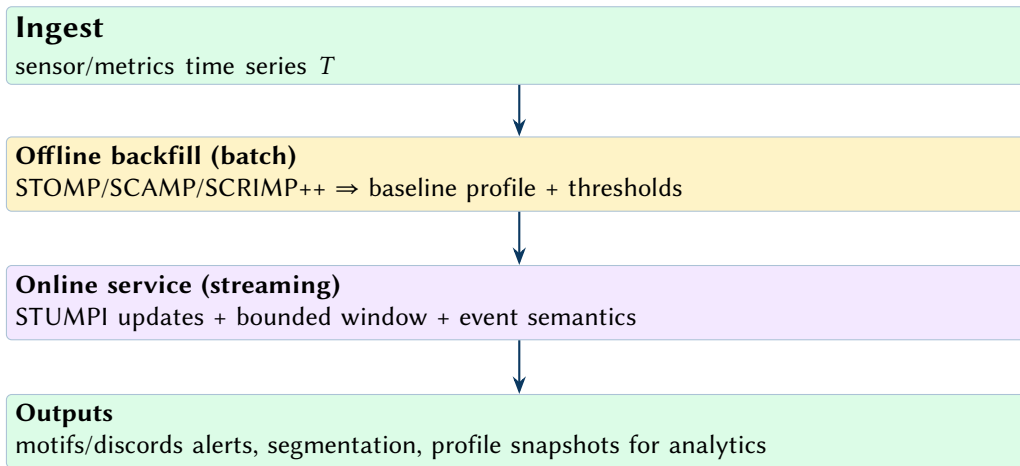 Ingest
sensor/metrics time series T
Offline backfill (batch)
STOMP/SCAMP/SCRIMP++ ⇒ baseline profile + thresholds
Online service (streaming)
STUMPI updates + bounded window + event semantics
Outputs
motifs/discords alerts, segmentation, profile snapshots for analytics